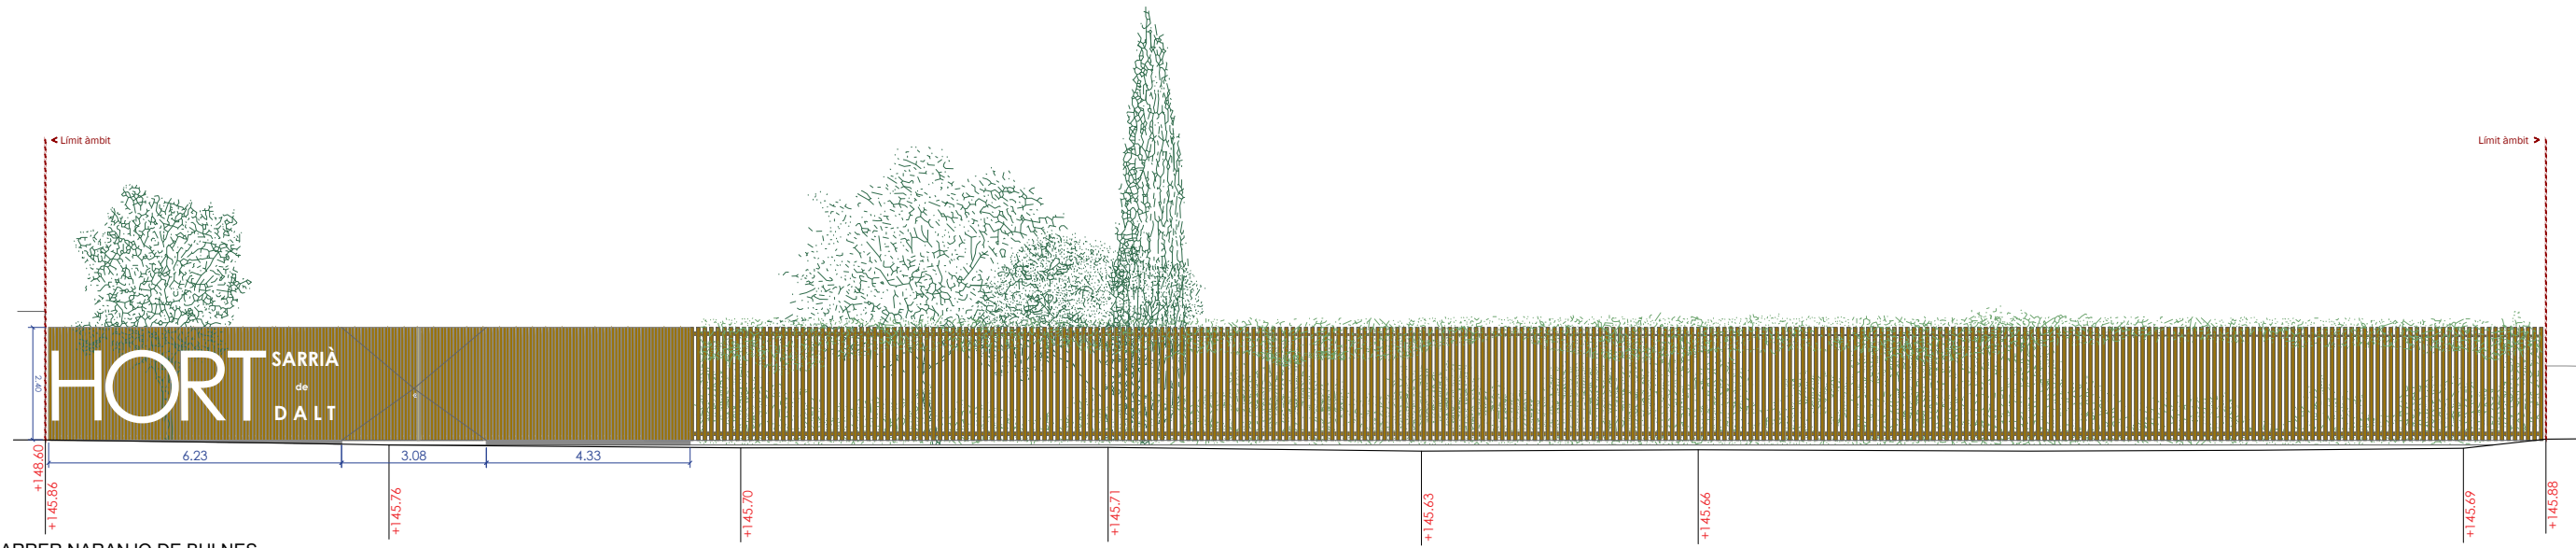 Límit àmbit
Límit àmbit
HORT SARRIÀ
de
DALT
2.40
6.23
3.08
4.33
+148.60
+145.86
+145.76
+145.70
+145.71
+145.63
+145.66
+145.69
+145.88